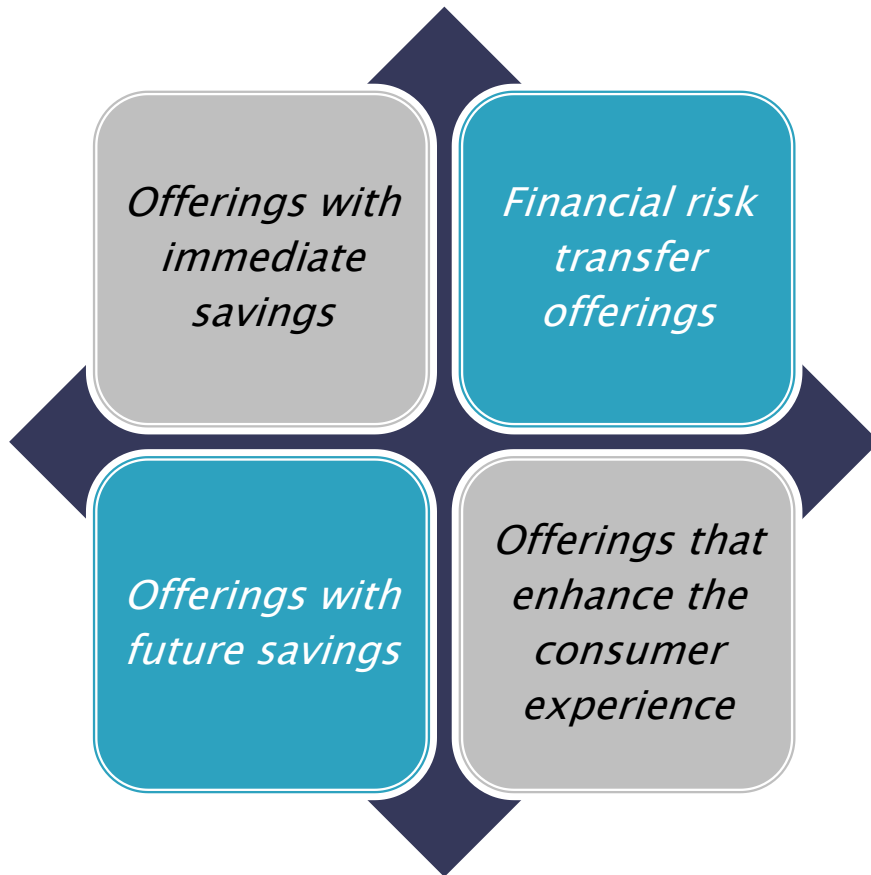 Offerings with
immediate
savings
Financial risk
transfer
offerings
Offerings with
future savings
Offerings that
enhance the
consumer
experience